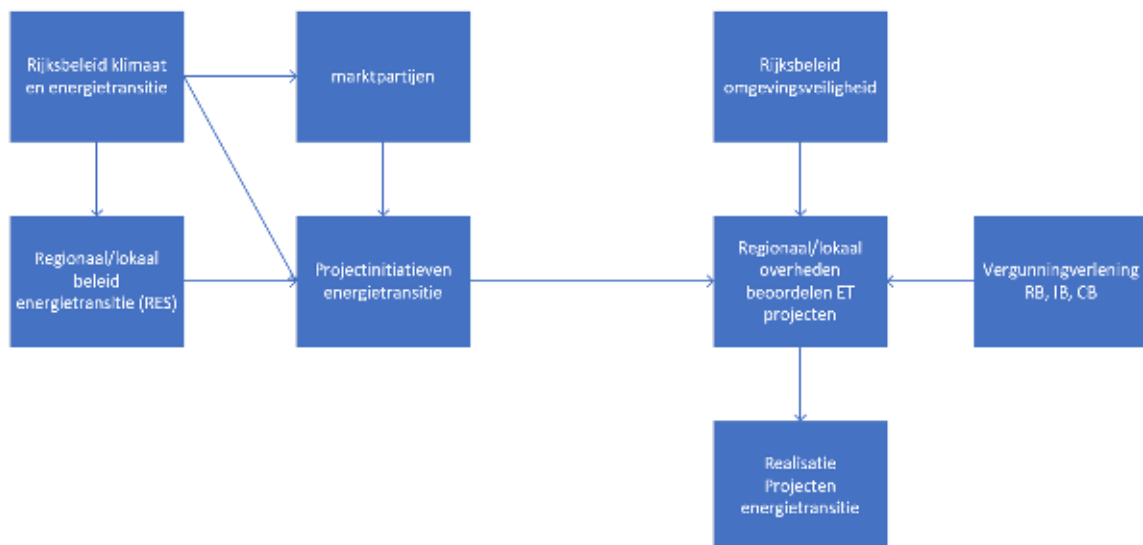 Rijksbeleid klimaat
en energietransitie
marktpartijen
Rijksbeleid
omgevingsveiligheid
Regionaal/lokaal
beleid
energietransitie (RES)
Projectinitiatieven
energietransitie
Regionaal/lokaal
overheden
beoordelen ET
projecten
Vergunningverlening
RB, IB, CB
Realisatie
Projecten
energietransitie